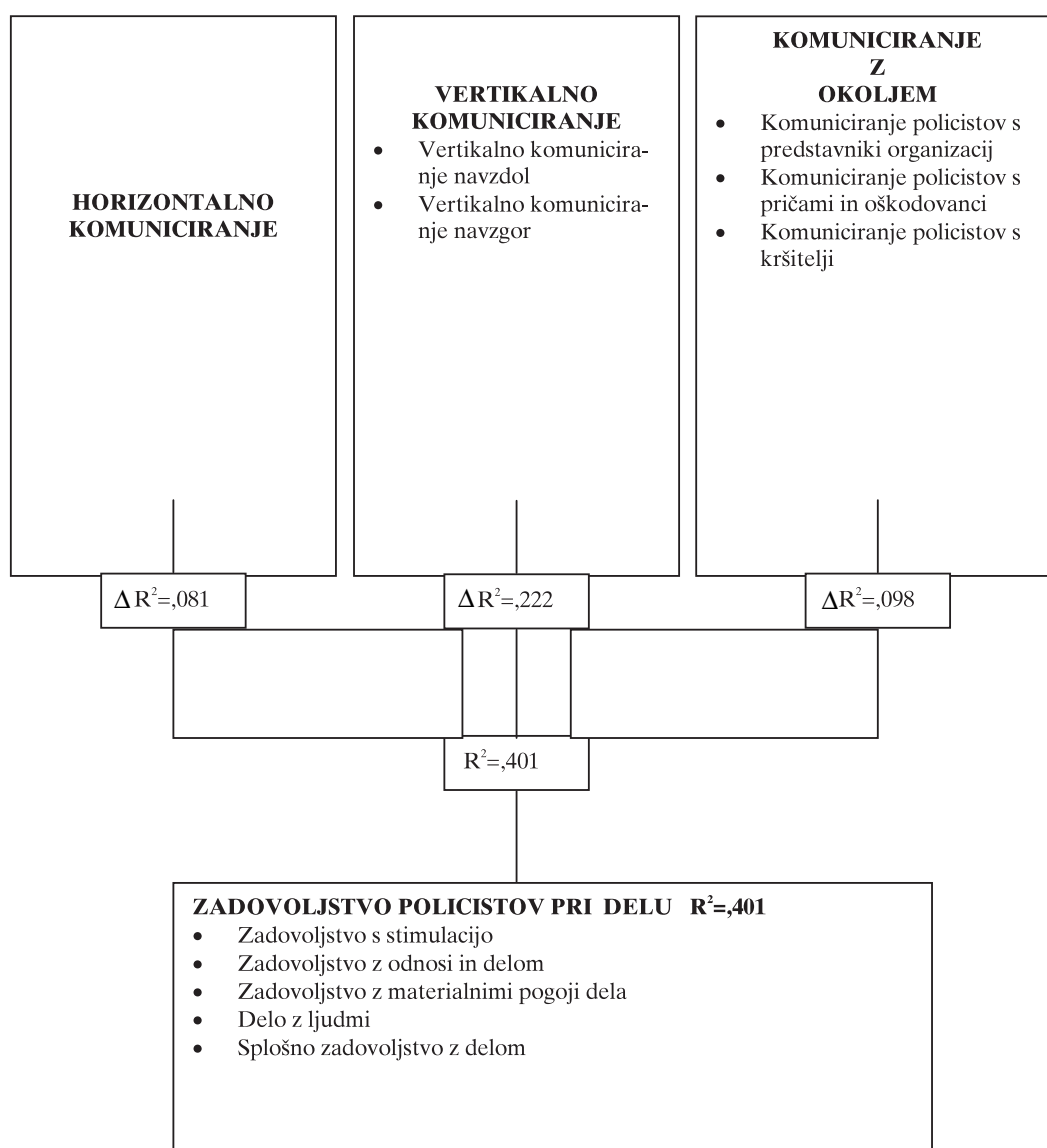 HORIZONTALNO
KOMUNICIRANJE
VERTIKALNO
KOMUNICIRANJE
• Vertikalno komunicira-
nje navzdol
• Vertikalno komunicira-
nje navzgor
KOMUNICIRANJE
Z
OKOLJEM
• Komuniciranje policistov s
predstavniki organizacij
• Komuniciranje policistov s
pričami in oškodovanci
• Komuniciranje policistov s
kršitelji
Δ R²=,081
Δ R²=,222
ΔR²=,098
R²=,401
ZADOVOLJSTVO POLICISTOV PRI DELU R²=,401
• Zadovoljstvo s stimulacijo
• Zadovoljstvo z odnosi in delom
• Zadovoljstvo z materialnimi pogoji dela
• Delo z ljudmi
• Splošno zadovoljstvo z delom